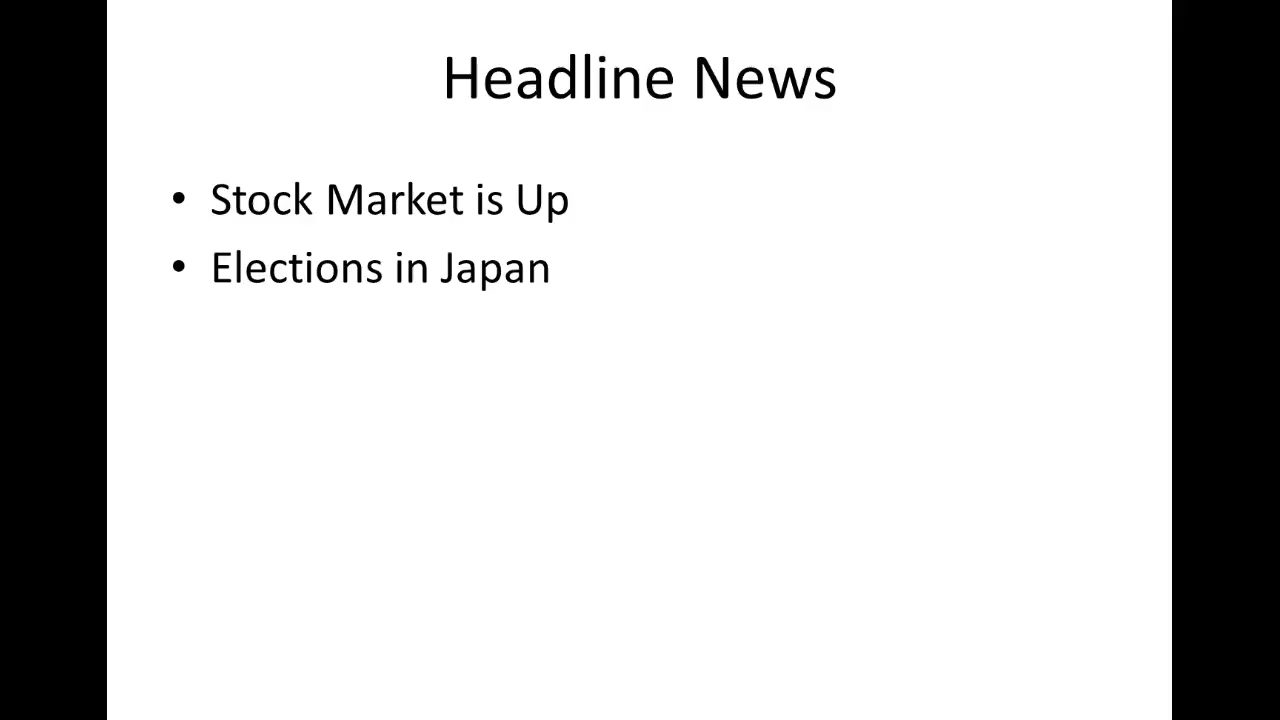 Headline News
• Stock Market is Up
• Elections in Japan